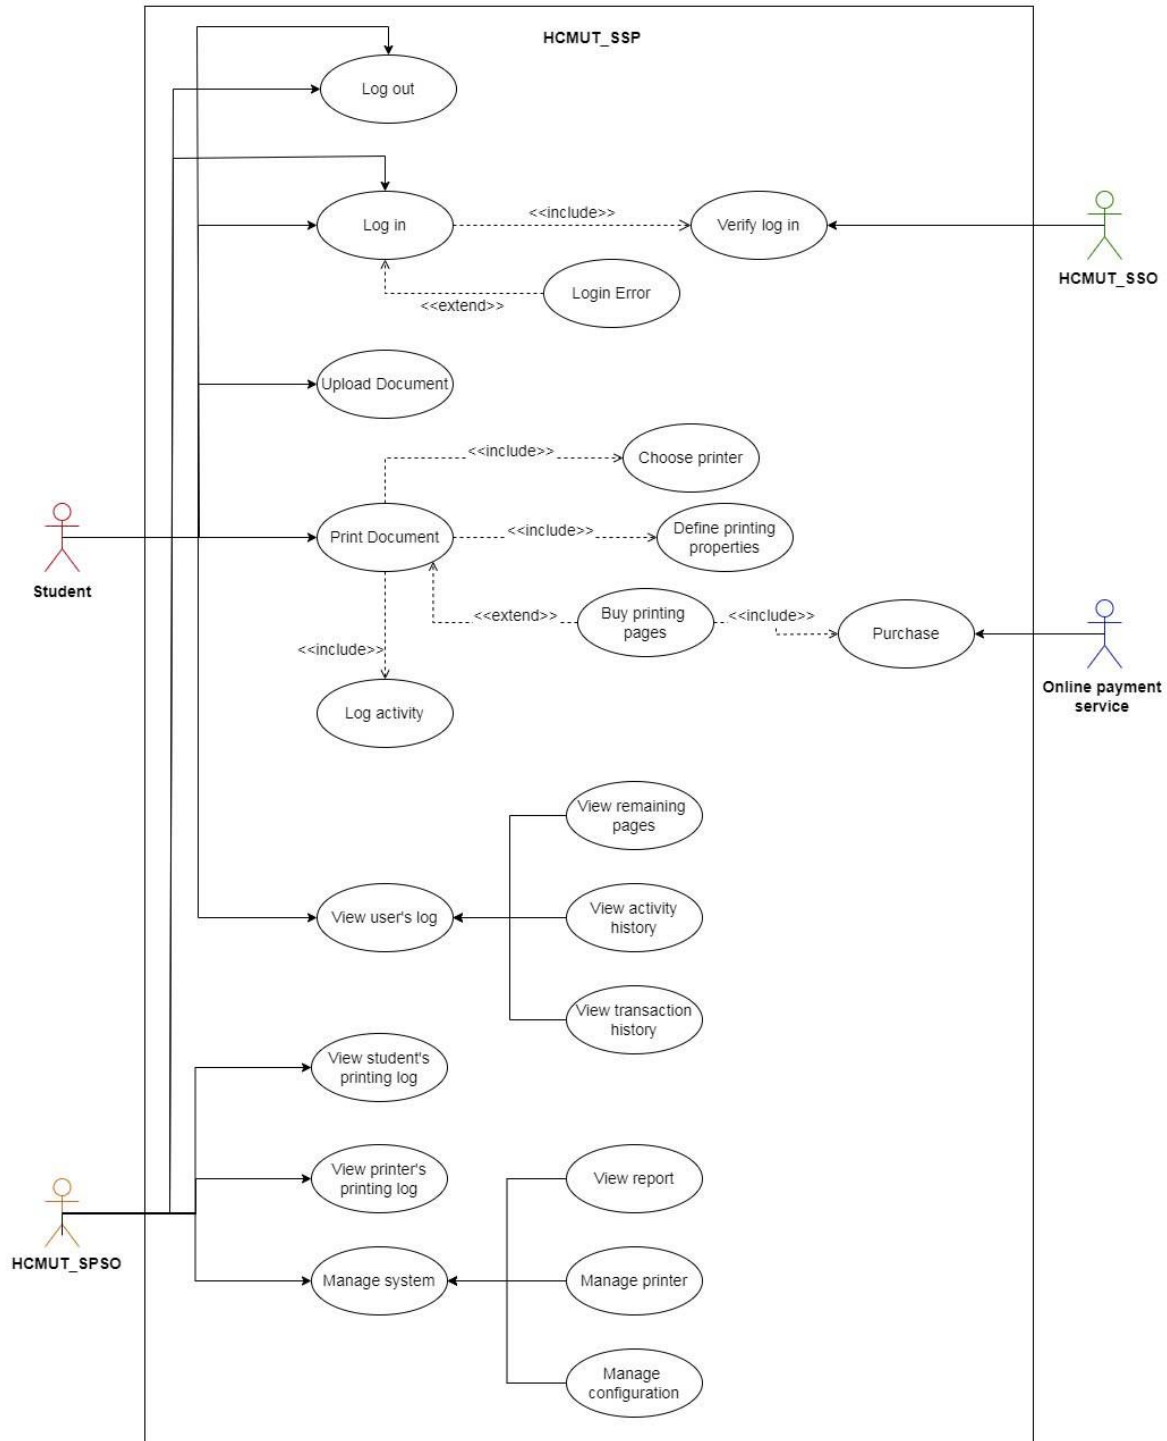 HCMUT_SSP
Log out
Log in
<<include>>
Verify log in
HCMUT_SSO
Login Error
<<extend>>
Upload Document
<<include>>
Choose printer
Student
Print Document
<<include>>
Define printing
properties
<<extend>>
Buy printing
pages
<<include>>
Purchase
Online payment
service
<<include>>
Log activity
View remaining
pages
View user's log
View activity
history
View transaction
history
View student's
printing log
View printer's
printing log
HCMUT_SPSO
View report
Manage system
Manage printer
Manage
configuration